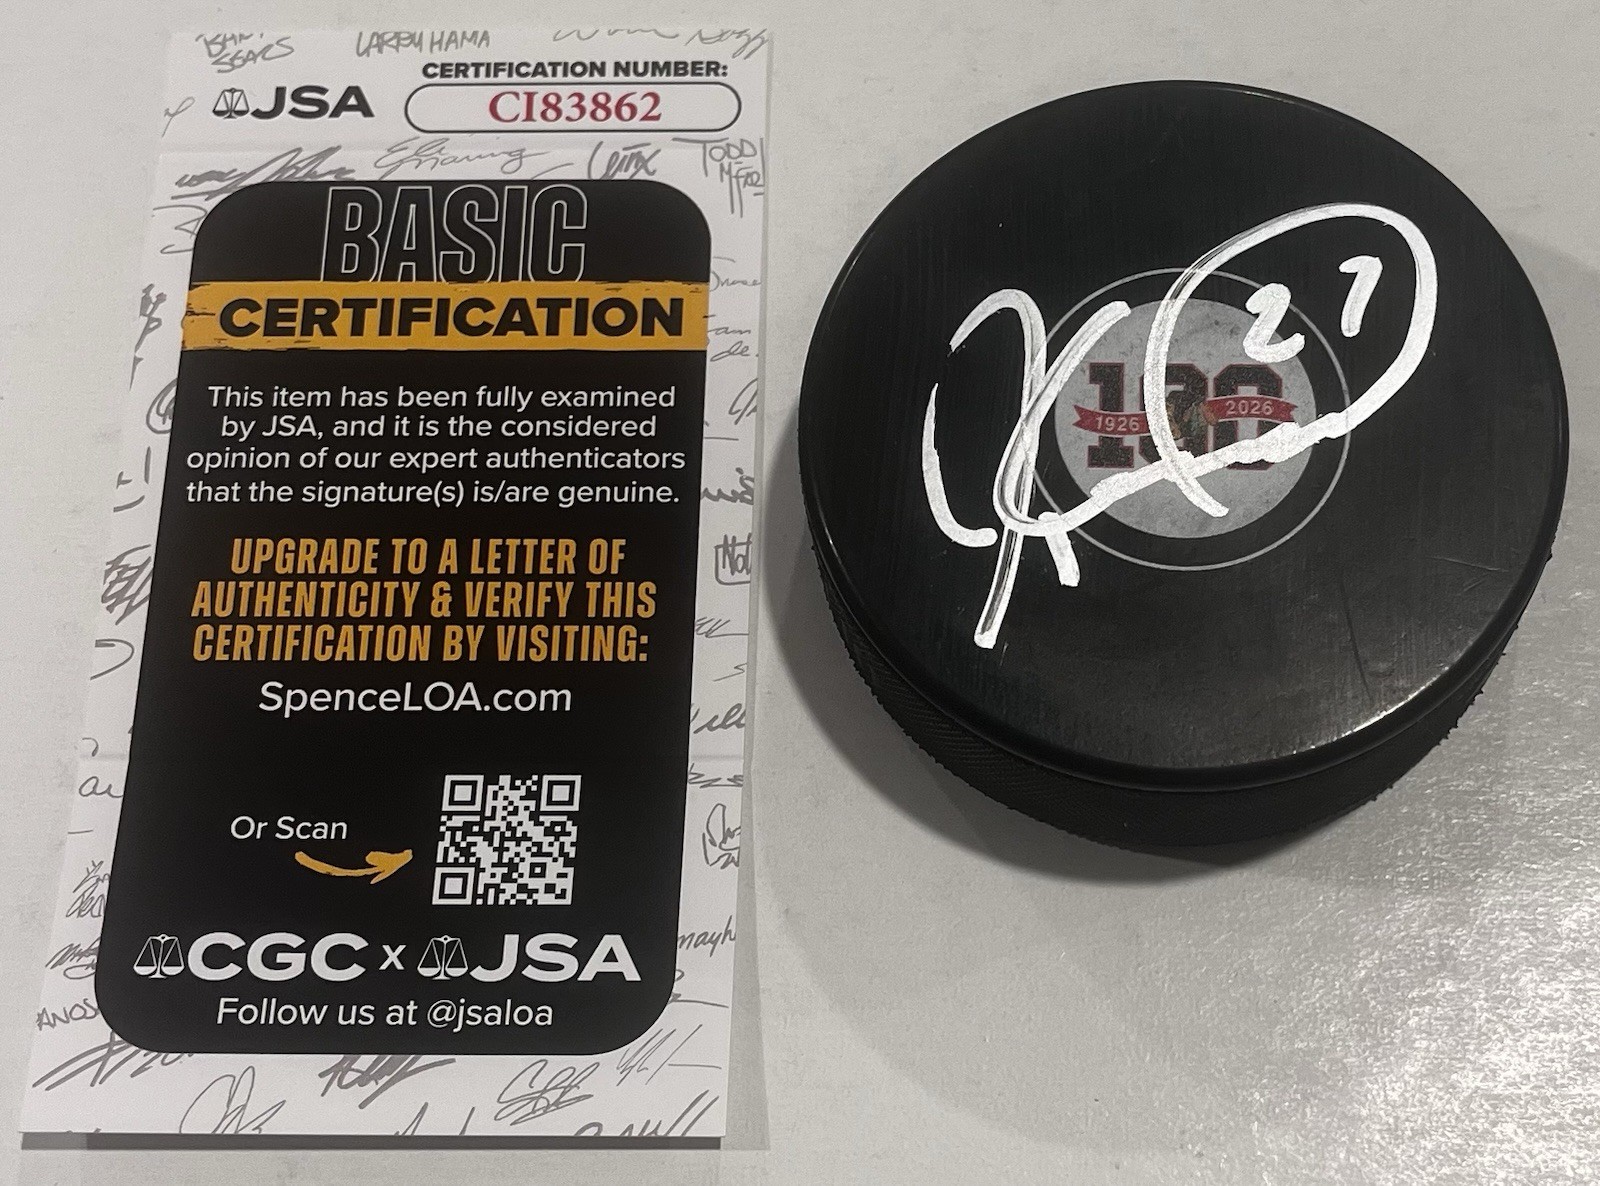 LARRY HAMA
JSA
CERTIFICATION NUMBER:
CI83862
TODD
BASIC
CERTIFICATION
This item has been fully examined
by JSA, and it is the considered
opinion of our expert authenticators
that the signature(s) is/are genuine.
UPGRADE TO A LETTER OF
AUTHENTICITY & VERIFY THIS
CERTIFICATION BY VISITING:
SpenceLOA.com
Or Scan
CGC x JSA
Follow us at @jsaloa
27
100
1926
2026